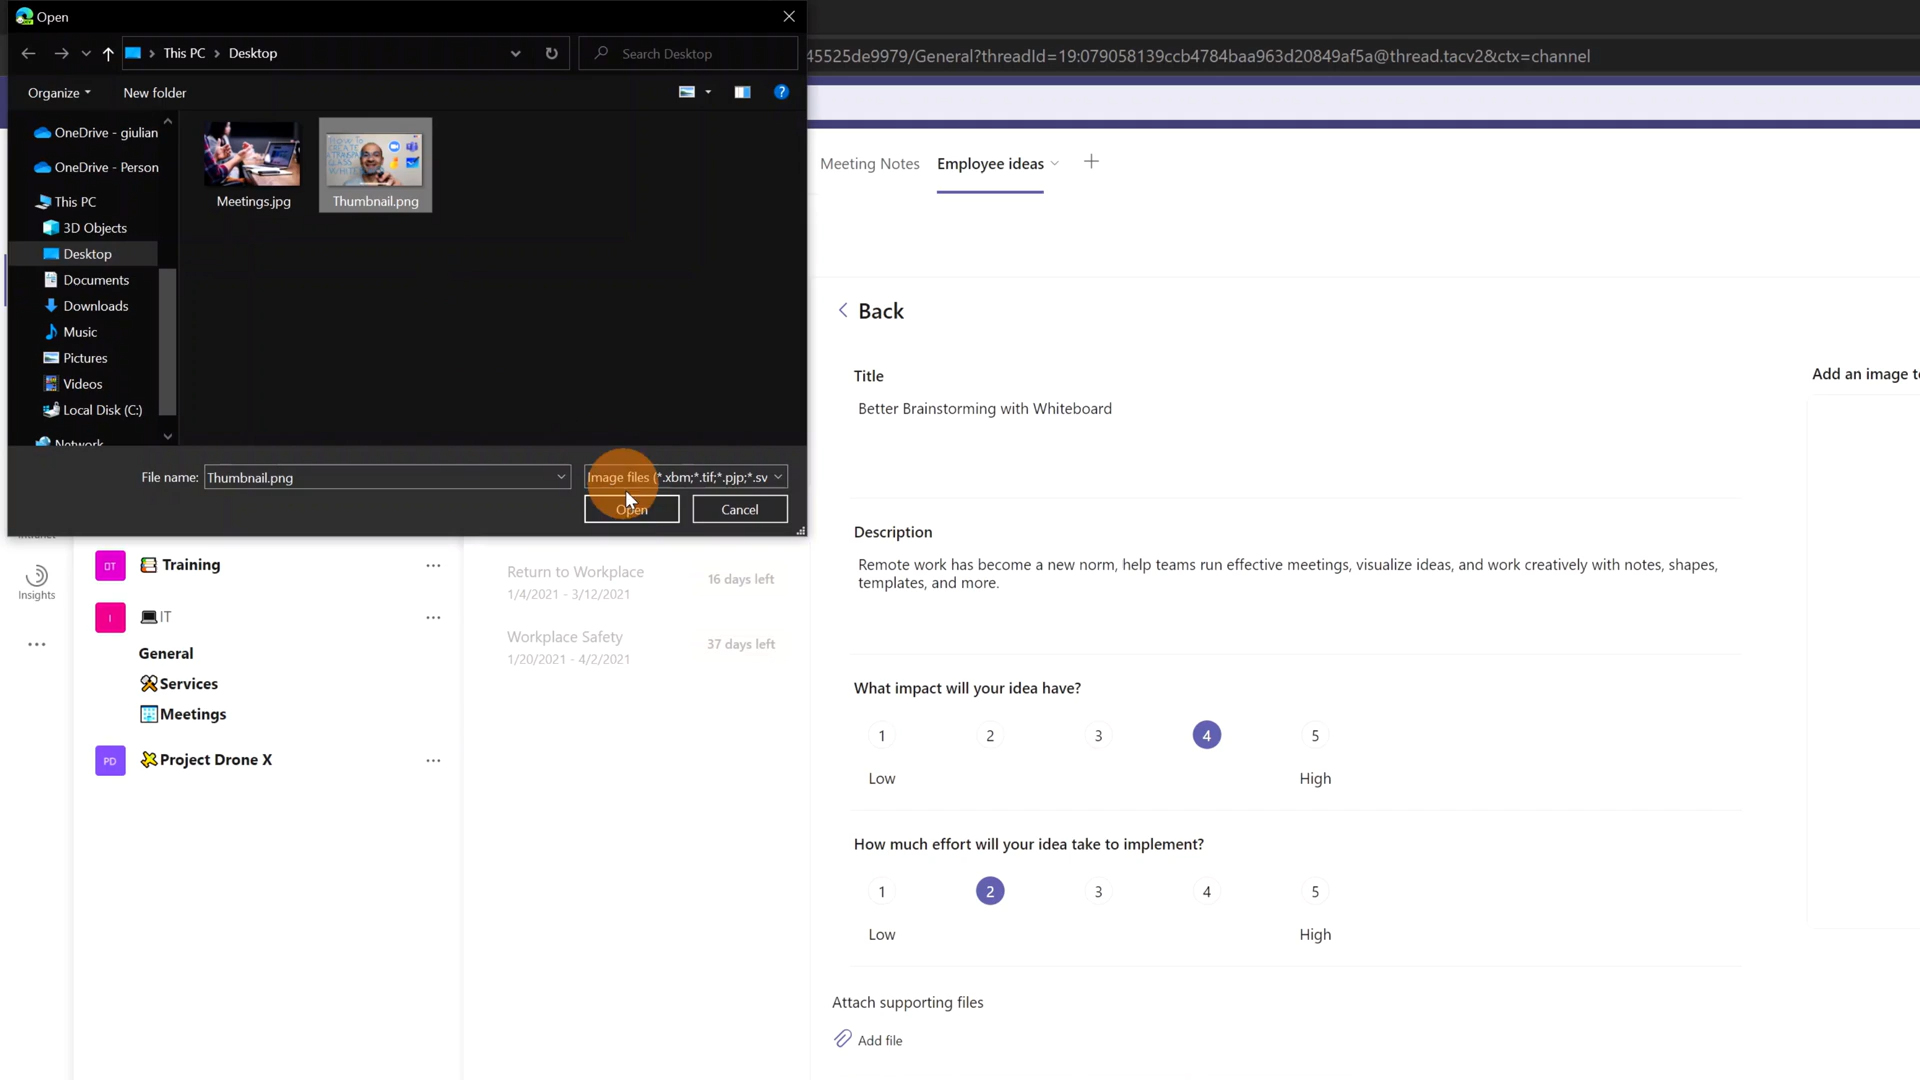 Open
This PC > Desktop
Search Desktop
45525de9979/General?threadId=19:079058139ccb4784baa963d20849af5a@thread.tacv2&ctx=channel
Organize
New folder
OneDrive - giulian
OneDrive - Person
This PC
3D Objects
Desktop
Documents
Downloads
Music
Pictures
Videos
Local Disk (C:)
Network
Meetings.jpg
Thumbnail.png
File name:
Thumbnail.png
Image files (*.xbm;*.tif;*.pjp;*.sv
Open
Cancel
Meeting Notes
Employee ideas
Back
Title
Better Brainstorming with Whiteboard
Add an image t
Description
Remote work has become a new norm, help teams run effective meetings, visualize ideas, and work creatively with notes, shapes,
templates, and more.
What impact will your idea have?
1 2 3 4 5
Low High
How much effort will your idea take to implement?
1 2 3 4 5
Low High
Attach supporting files
Add file
Insights
DT Training
I IT
General
Services
Meetings
PD Project Drone X
Return to Workplace
1/4/2021 - 3/12/2021
16 days left
Workplace Safety
1/20/2021 - 4/2/2021
37 days left